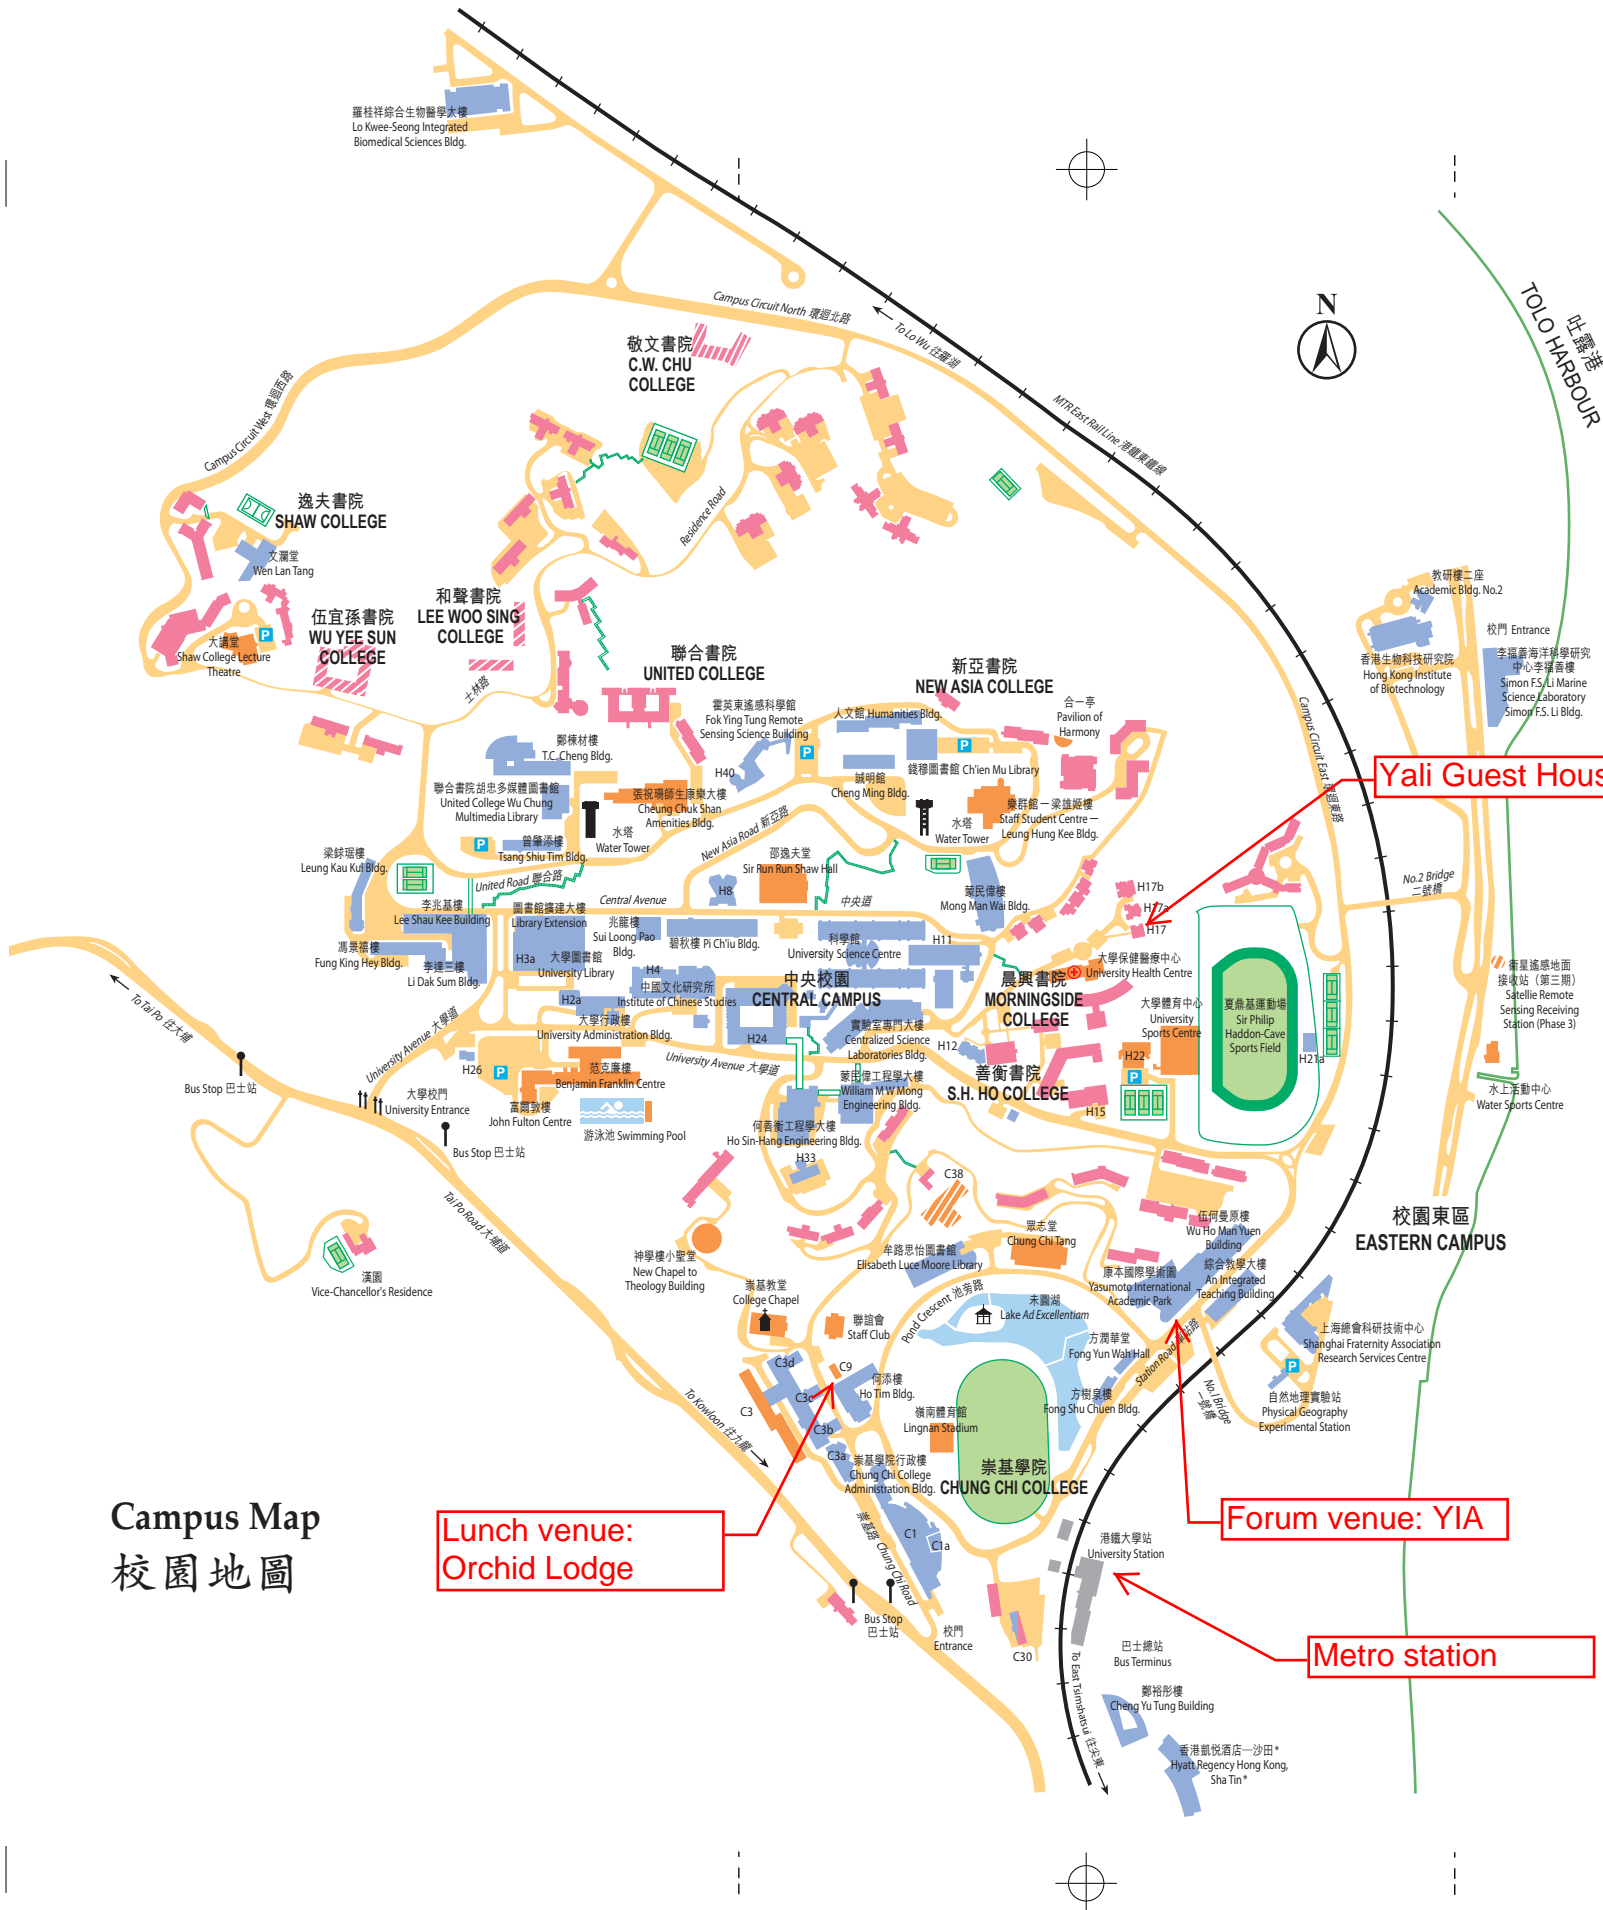 羅桂祥綜合生物醫學大樓
Lo Kwee-Seong Integrated
Biomedical Sciences Bldg.
N
吐露港
TOLO HARBOUR
Campus Circuit North 環迴北路
To Lo Wu 往羅湖
敬文書院
C.W. CHU
COLLEGE
MTR East Rail Line 港鐵東鐵線
Campus Circuit West 環迴西路
逸夫書院
SHAW COLLEGE
文瀾堂
Wen Lan Tang
Residence Road
和聲書院
LEE WOO SING
COLLEGE
伍宜孫書院
WU YEE SUN
COLLEGE
P
大講堂
Shaw College Lecture
Theatre
士林路
聯合書院
UNITED COLLEGE
新亞書院
NEW ASIA COLLEGE
教研樓二座
Academic Bldg. No.2
校門 Entrance
香港生物科技研究院
Hong Kong Institute
of Biotechnology
李福善海洋科學研究
中心李福善樓
Simon F.S. Li Marine
Science Laboratory
Simon F.S. Li Bldg.
霍英東遙感科學館
Fok Ying Tung Remote
Sensing Science Building
人文館 Humanities Bldg.
合一亭
Pavilion of
Harmony
Campus Circuit East 環迴東路
鄭棟材樓
T.C. Cheng Bldg.
H40
P
P
錢穆圖書館 Ch'ien Mu Library
誠明館
Cheng Ming Bldg.
Yali Guest Hous
聯合書院胡忠多媒體圖書館
United College Wu Chung
Multimedia Library
張祝珊師生康樂大樓
Cheung Chuk Shan
Amenities Bldg.
樂群館－梁雄姬樓
Staff Student Centre －
Leung Hung Kee Bldg.
水塔
Water Tower
水塔
Water Tower
P
曾肇添樓
Tsang Shiu Tim Bldg.
New Asia Road 新亞路
梁銶琚樓
Leung Kau Kui Bldg.
United Road 聯合路
邵逸夫堂
Sir Run Run Shaw Hall
No.2 Bridge
二號橋
H8
蒙民偉樓
Mong Man Wai Bldg.
H17b
H17a
H17
李兆基樓
Lee Shau Kee Building
圖書館擴建大樓
Library Extension
Central Avenue
中央道
兆龍樓
Sui Loong Pao
Bldg.
碧秋樓 Pi Ch'iu Bldg.
科學館
University Science Centre
H11
馮景禧樓
Fung King Hey Bldg.
李達三樓
Li Dak Sum Bldg.
H3a
大學圖書館
University Library
H4
中國文化研究所
Institute of Chinese Studies
中央校園
CENTRAL CAMPUS
晨興書院
MORNINGSIDE
COLLEGE
大學保健醫療中心
University Health Centre
衞星遙感地面
接收站（第三期）
Satellie Remote
Sensing Receiving
Station (Phase 3)
To Tai Po 往大埔
H2a
大學行政樓
University Administration Bldg.
H24
實驗室專門大樓
Centralized Science
Laboratories Bldg.
H12
大學體育中心
University
Sports Centre
夏鼎基運動場
Sir Philip
Haddon-Cave
Sports Field
H22
H21a
University Avenue 大學道
University Avenue 大學道
Bus Stop 巴士站
H26
P
范克廉樓
Benjamin Franklin Centre
蒙民偉工程學大樓
William M W Mong
Engineering Bldg.
善衡書院
S.H. HO COLLEGE
P
H15
水上活動中心
Water Sports Centre
大學校門
University Entrance
富爾敦樓
John Fulton Centre
游泳池 Swimming Pool
何善衡工程學大樓
Ho Sin-Hang Engineering Bldg.
Bus Stop 巴士站
H33
C38
Tai Po Road 大埔道
漢園
Vice-Chancellor's Residence
神學樓小聖堂
New Chapel to
Theology Building
牟路思怡圖書館
Elisabeth Luce Moore Library
眾志堂
Chung Chi Tang
伍何曼原樓
Wu Ho Man Yuen
Building
校園東區
EASTERN CAMPUS
康本國際學術園
Yasumoto International
Academic Park
綜合教學大樓
An Integrated
Teaching Building
崇基教堂
College Chapel
聯誼會
Staff Club
Pond Crescent 池旁路
未圓湖
Lake Ad Excellentiam
方潤華堂
Fong Yun Wah Hall
Station Road 車站路
上海總會科研技術中心
Shanghai Fraternity Association
Research Services Centre
P
C3d
C9
何添樓
Ho Tim Bldg.
C3c
方樹泉樓
Fong Shu Chuen Bldg.
No.1 Bridge
一號橋
自然地理實驗站
Physical Geography
Experimental Station
C3
C3b
C3a
嶺南體育館
Lingnan Stadium
To Kowloon 往九龍
崇基學院行政樓
Chung Chi College
Administration Bldg.
崇基學院
CHUNG CHI COLLEGE
Campus Map
校園地圖
Lunch venue:
Orchid Lodge
Forum venue: YIA
崇基路 Chung Chi Road
C1
C1a
港鐵大學站
University Station
Bus Stop
巴士站
校門
Entrance
C30
Metro station
巴士總站
Bus Terminus
To East Tsimshatsui 往尖東
鄭裕彤樓
Cheng Yu Tung Building
香港凱悅酒店─沙田*
Hyatt Regency Hong Kong,
Sha Tin*